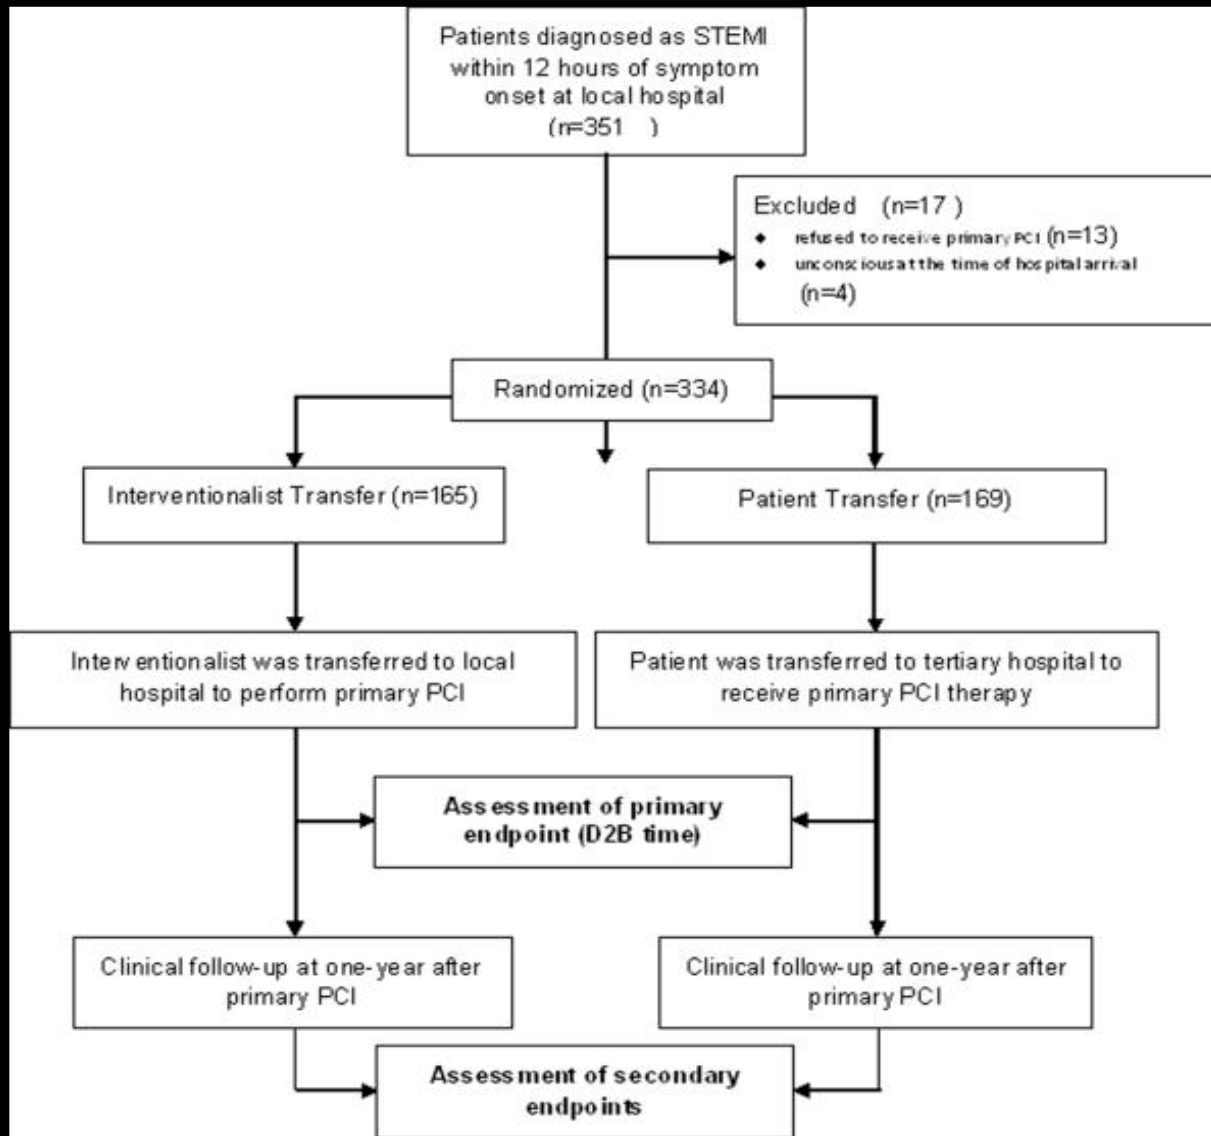 Patients diagnosed as STEMI
within 12 hours of symptom
onset at local hospital
(n=351 )
Excluded (n=17 )
◆ refused to receive primary PCI (n=13)
◆ unconscious at the time of hospital arrival
(n=4)
Randomized (n=334)
Interventionalist Transfer (n=165)
Patient Transfer (n=169)
Interventionalist was transferred to local
hospital to perform primary PCI
Patient was transferred to tertiary hospital to
receive primary PCI therapy
Assessment of primary
endpoint (D2B time)
Clinical follow-up at one-year after
primary PCI
Clinical follow-up at one-year after
primary PCI
Assessment of secondary
endpoints